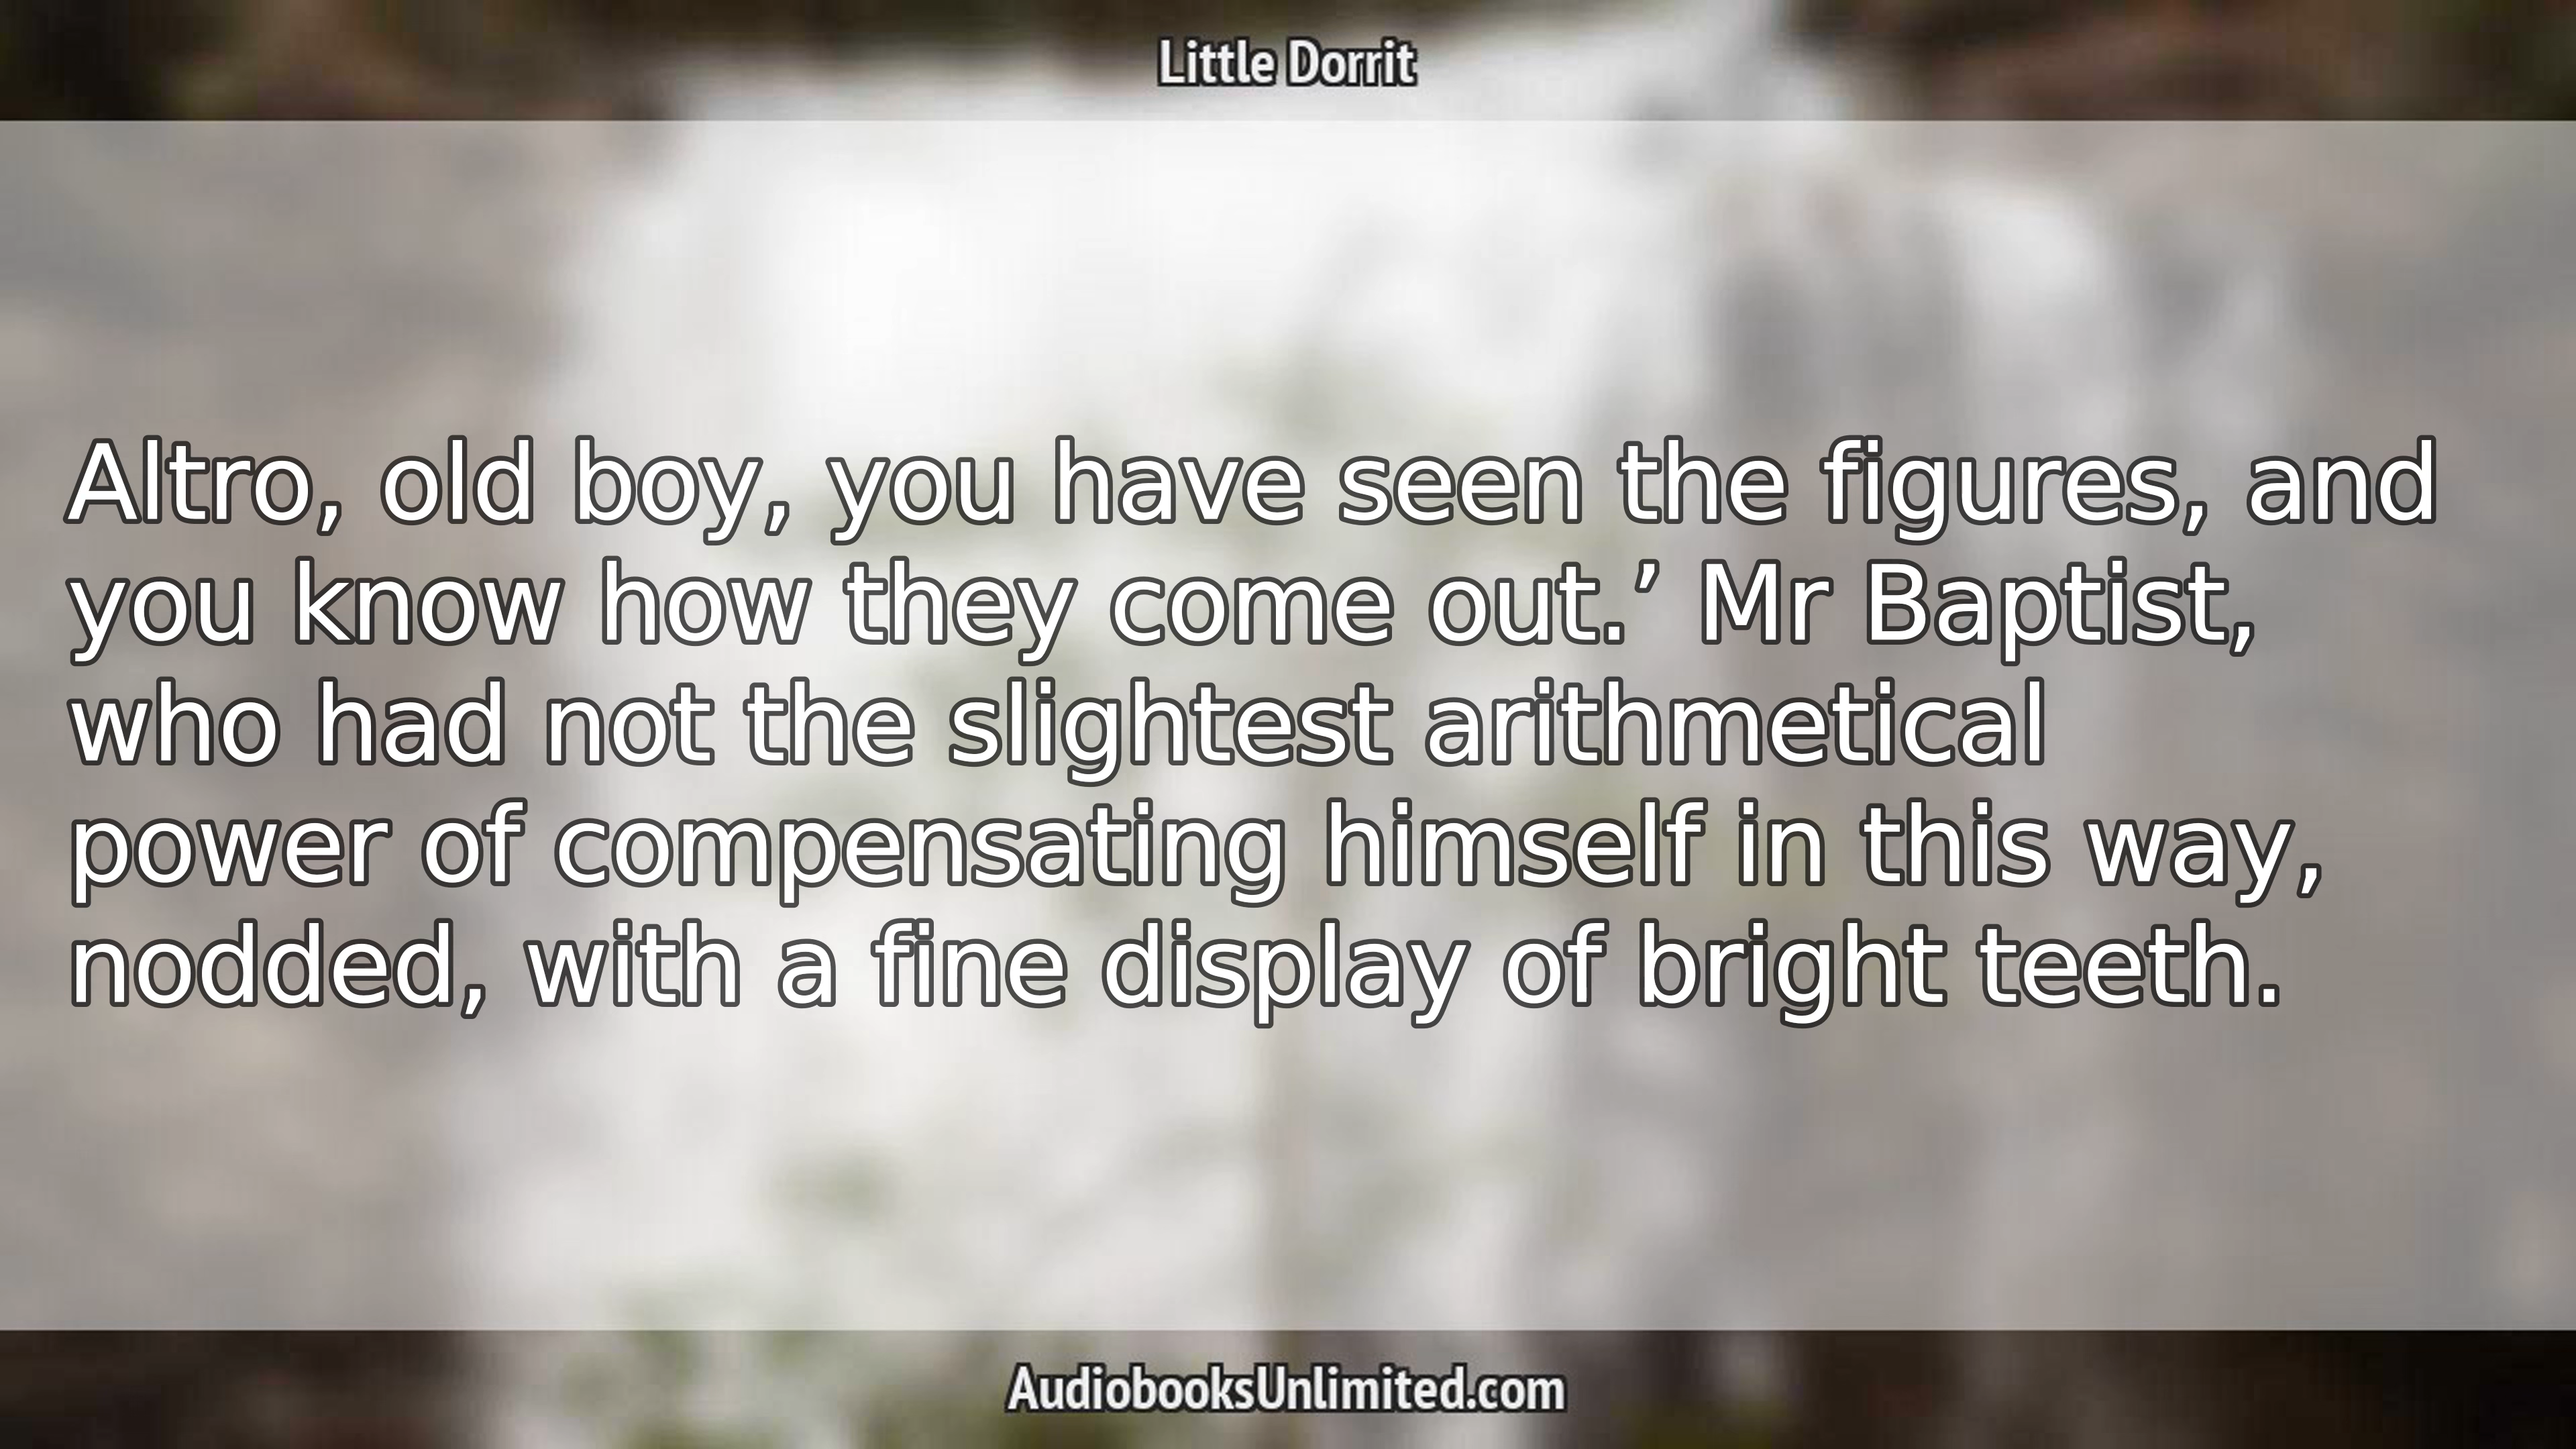 Little Dorrit
Altro, old boy, you have seen the figures, and
you know how they come out.’ Mr Baptist,
who had not the slightest arithmetical
power of compensating himself in this way,
nodded, with a fine display of bright teeth.
AudiobooksUnlimited.com